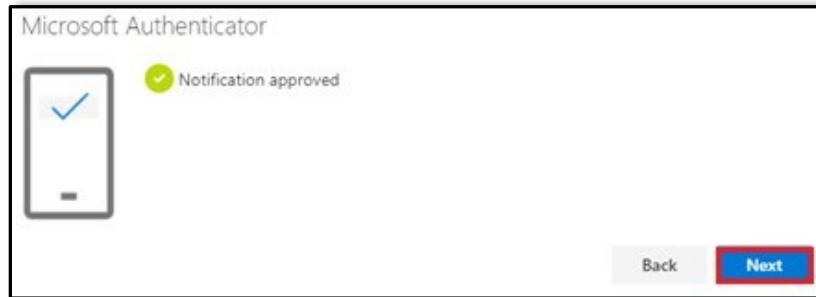 Microsoft Authenticator
Notification approved
Back
Next